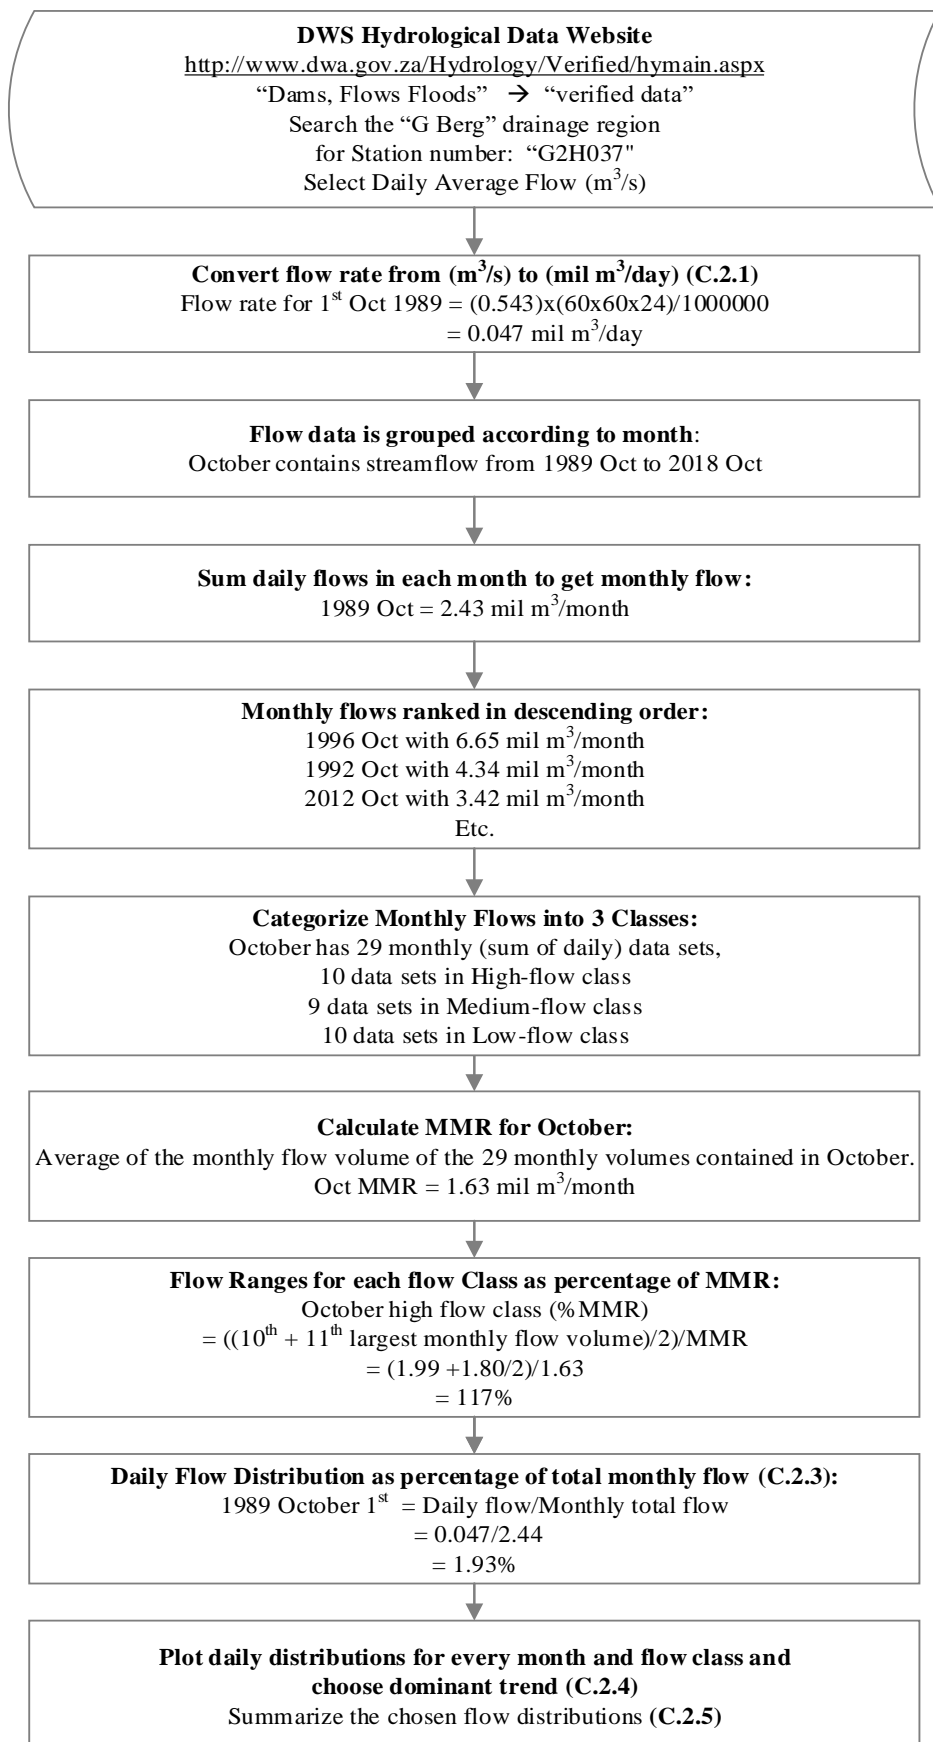 DWS Hydrological Data Website
http://www.dwa.gov.za/Hydrology/Verified/hymain.aspx
“Dams, Flows Floods” → “verified data”
Search the “G Berg” drainage region
for Station number: “G2H037"
Select Daily Average Flow (m³/s)
Convert flow rate from (m³/s) to (mil m³/day) (C.2.1)
Flow rate for 1st Oct 1989 = (0.543)x(60x60x24)/1000000
= 0.047 mil m³/day
Flow data is grouped according to month:
October contains streamflow from 1989 Oct to 2018 Oct
Sum daily flows in each month to get monthly flow:
1989 Oct = 2.43 mil m³/month
Monthly flows ranked in descending order:
1996 Oct with 6.65 mil m³/month
1992 Oct with 4.34 mil m³/month
2012 Oct with 3.42 mil m³/month
Etc.
Categorize Monthly Flows into 3 Classes:
October has 29 monthly (sum of daily) data sets,
10 data sets in High-flow class
9 data sets in Medium-flow class
10 data sets in Low-flow class
Calculate MMR for October:
Average of the monthly flow volume of the 29 monthly volumes contained in October.
Oct MMR = 1.63 mil m³/month
Flow Ranges for each flow Class as percentage of MMR:
October high flow class (%MMR)
= ((10th + 11th largest monthly flow volume)/2)/MMR
= (1.99 +1.80/2)/1.63
= 117%
Daily Flow Distribution as percentage of total monthly flow (C.2.3):
1989 October 1st = Daily flow/Monthly total flow
= 0.047/2.44
= 1.93%
Plot daily distributions for every month and flow class and
choose dominant trend (C.2.4)
Summarize the chosen flow distributions (C.2.5)